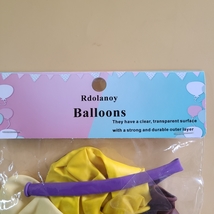 Rdolanoy
Balloons
They have a clear, transparent surface
with a strong and durable outer layer